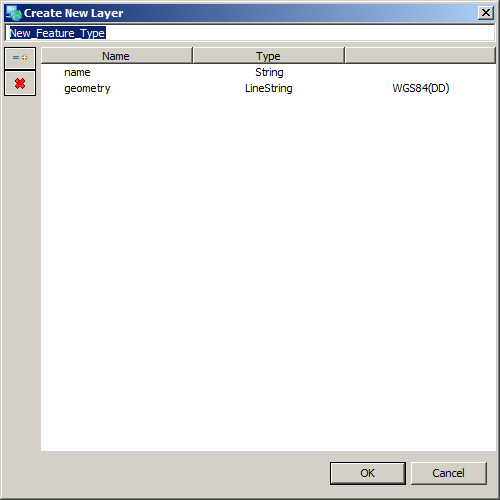 Create New Layer
New_Feature_Type
Name Type
name String
geometry LineString WGS84(DD)
OK Cancel